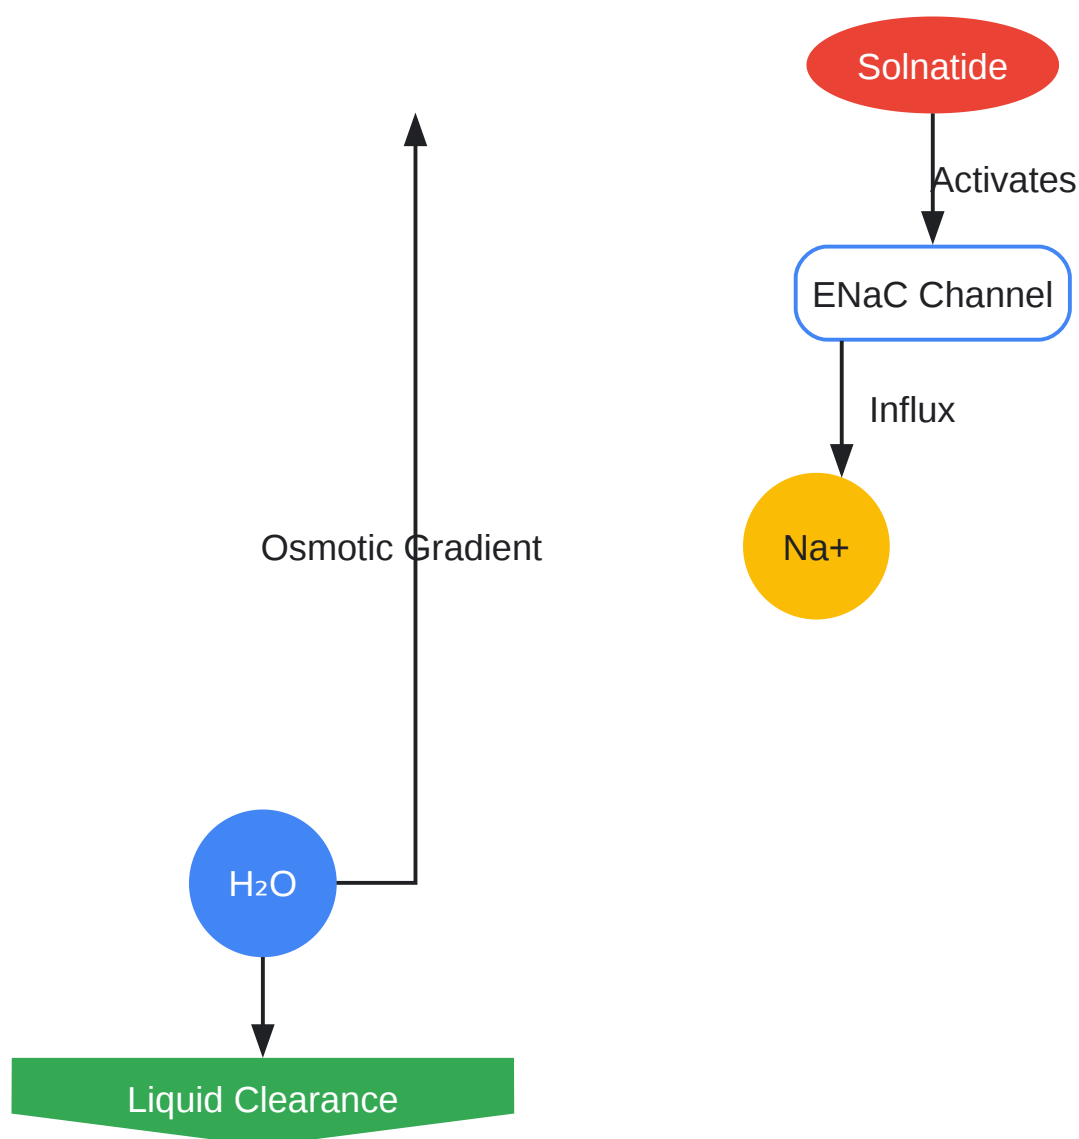 Solnatide
Activates
ENaC Channel
Influx
Osmotic Gradient
Na+
H₂O
Liquid Clearance